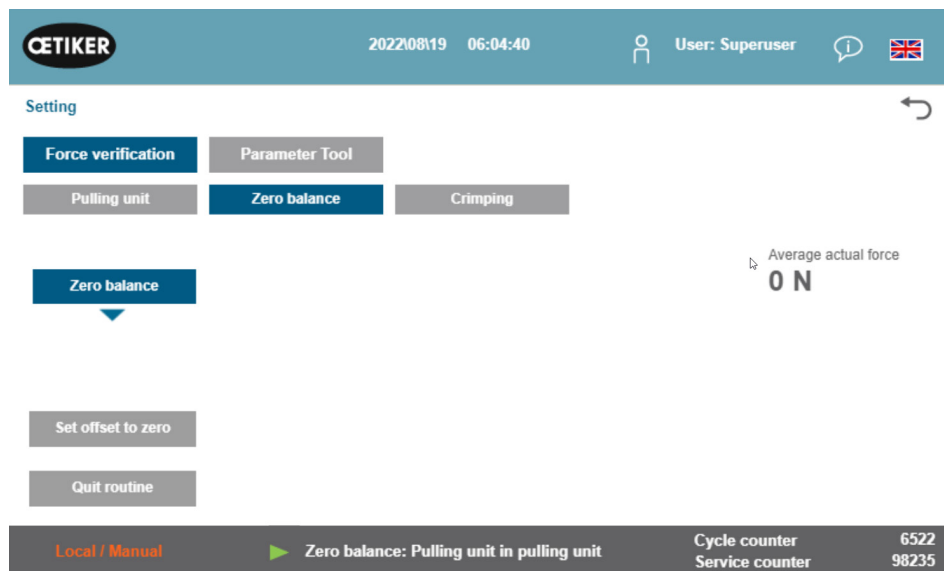 ŒTIKER
2022\08\19 06:04:40
User: Superuser
Setting
Force verification
Parameter Tool
Pulling unit
Zero balance
Crimping
Average actual force
0 N
Zero balance
Set offset to zero
Quit routine
Local / Manual
Zero balance: Pulling unit in pulling unit
Cycle counter 6522
Service counter 98235